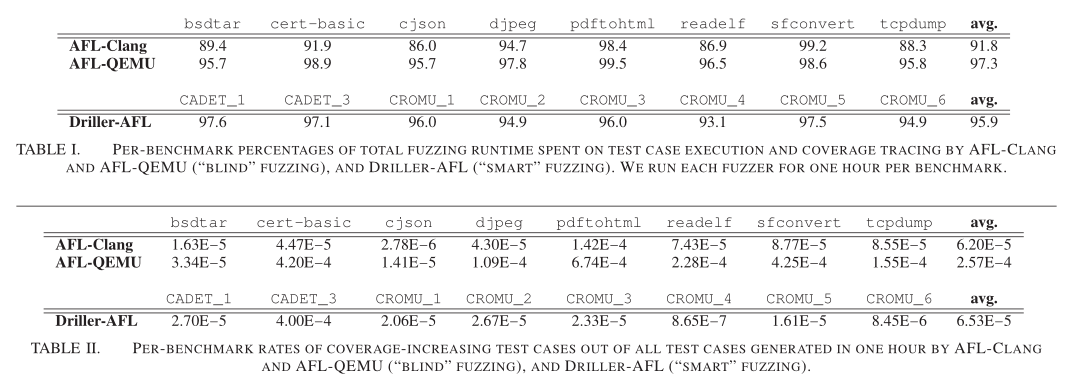 bsdtar cert-basic cjson djpeg pdftohtml readelf sfconvert tcpdump avg.
AFL-Clang 89.4 91.9 86.0 94.7 98.4 86.9 99.2 88.3 91.8
AFL-QEMU 95.7 98.9 95.7 97.8 99.5 96.5 98.6 95.8 97.3
CADET_1 CADET_3 CROMU_1 CROMU_2 CROMU_3 CROMU_4 CROMU_5 CROMU_6 avg.
Driller-AFL 97.6 97.1 96.0 94.9 96.0 93.1 97.5 94.9 95.9
TABLE I. PER-BENCHMARK PERCENTAGES OF TOTAL FUZZING RUNTIME SPENT ON TEST CASE EXECUTION AND COVERAGE TRACING BY AFL-CLANG
AND AFL-QEMU (“BLIND” FUZZING), AND DRILLER-AFL (“SMART” FUZZING). WE RUN EACH FUZZER FOR ONE HOUR PER BENCHMARK.
bsdtar cert-basic cjson djpeg pdftohtml readelf sfconvert tcpdump avg.
AFL-Clang 1.63E−5 4.47E−5 2.78E−6 4.30E−5 1.42E−4 7.43E−5 8.77E−5 8.55E−5 6.20E−5
AFL-QEMU 3.34E−5 4.20E−4 1.41E−5 1.09E−4 6.74E−4 2.28E−4 4.25E−4 1.55E−4 2.57E−4
CADET_1 CADET_3 CROMU_1 CROMU_2 CROMU_3 CROMU_4 CROMU_5 CROMU_6 avg.
Driller-AFL 2.70E−5 4.00E−4 2.06E−5 2.67E−5 2.33E−5 8.65E−7 1.61E−5 8.45E−6 6.53E−5
TABLE II. PER-BENCHMARK RATES OF COVERAGE-INCREASING TEST CASES OUT OF ALL TEST CASES GENERATED IN ONE HOUR BY AFL-CLANG
AND AFL-QEMU (“BLIND” FUZZING), AND DRILLER-AFL (“SMART” FUZZING).